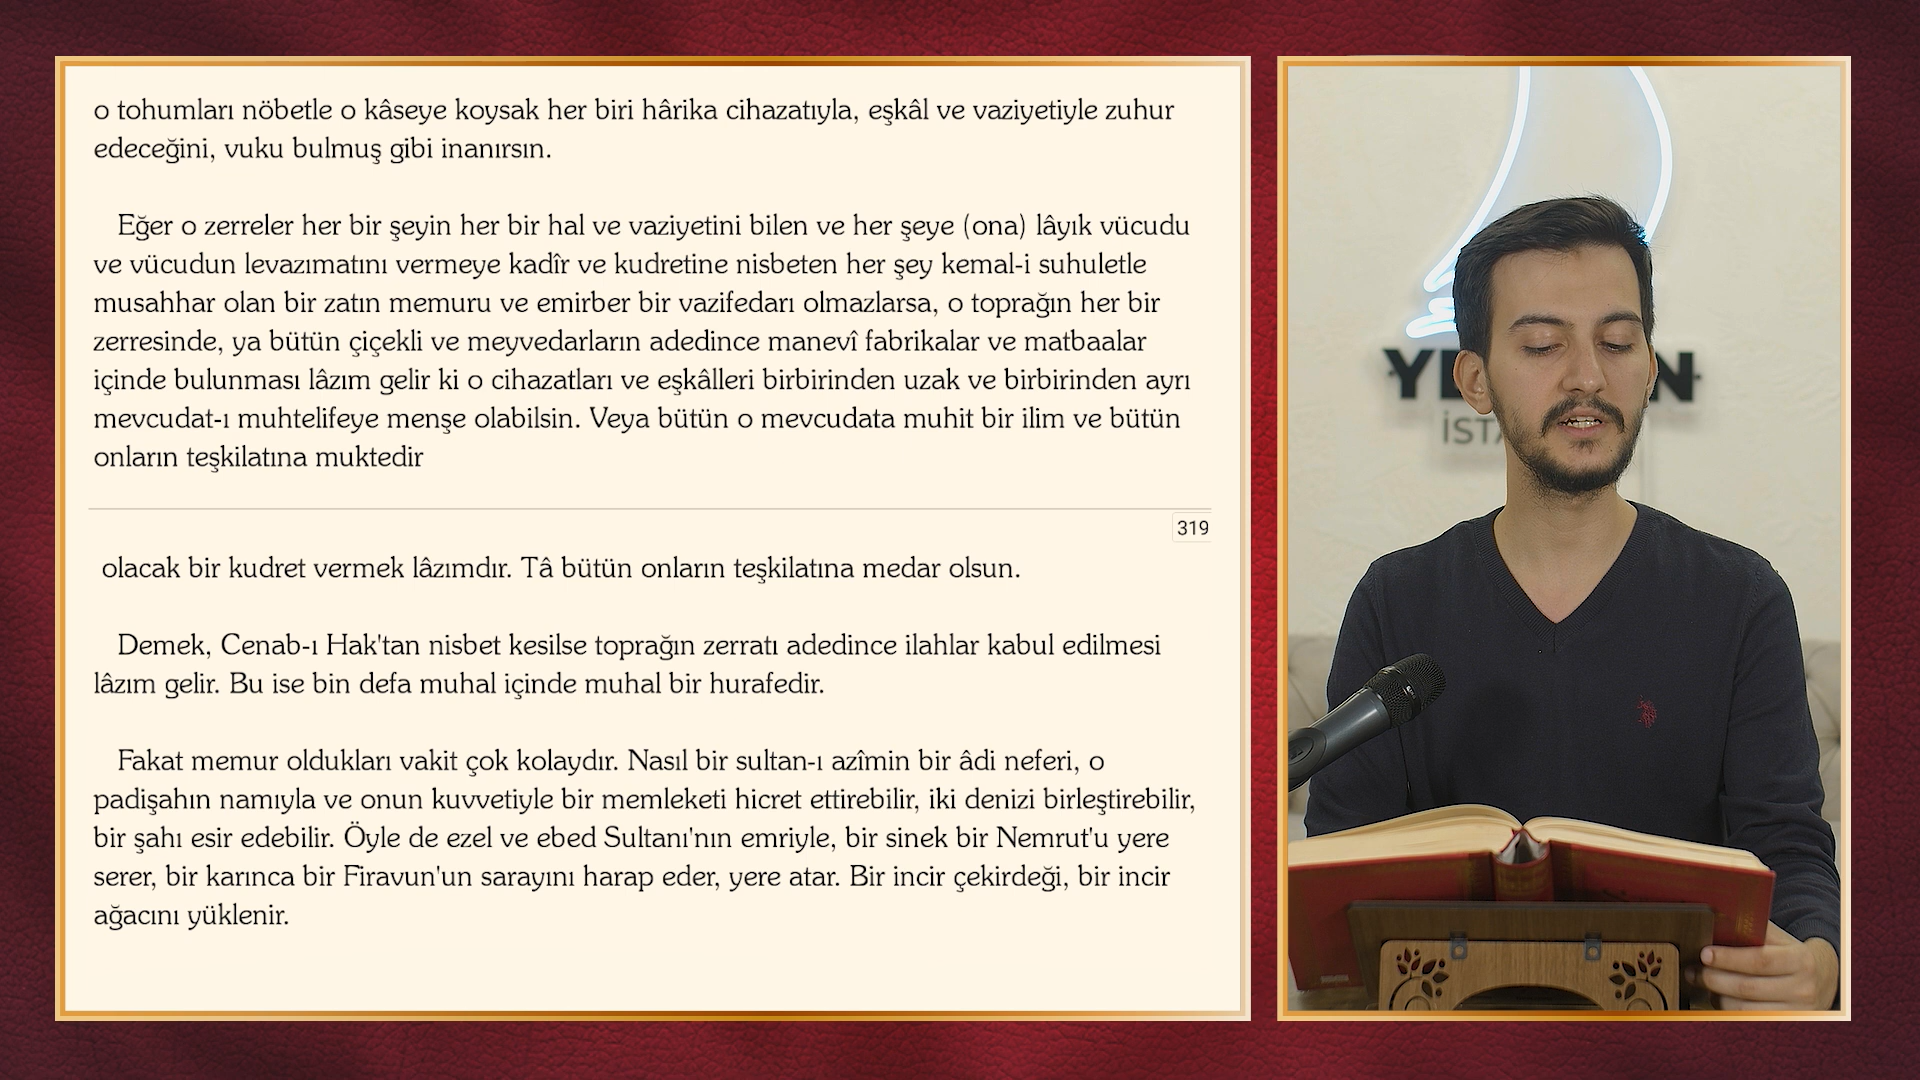 o tohumları nöbetle o kâseye koysak her biri hârika cihazatıyla, eşkâl ve vaziyetiyle zuhur
edeceğini, vuku bulmuş gibi inanırsın.
Eğer o zerreler her bir şeyin her bir hal ve vaziyetini bilen ve her şeye (ona) lâyık vücudu
ve vücudun levazımatını vermeye kadîr ve kudretine nisbeten her şey kemal-i suhuletle
musahhar olan bir zatın memuru ve emirber bir vazifedarı olmazlarsa, o toprağın her bir
zerresinde, ya bütün çiçekli ve meyvedarların adedince manevî fabrikalar ve matbaalar
içinde bulunması lâzım gelir ki o cihazatları ve eşkâlleri birbirinden uzak ve birbirinden ayrı
mevcudat-ı muhtelifeye menşe olabilsin. Veya bütün o mevcudata muhit bir ilim ve bütün
onların teşkilatına muktedir
319
olacak bir kudret vermek lâzımdır. Tâ bütün onların teşkilatına medar olsun.
Demek, Cenab-ı Hak'tan nisbet kesilse toprağın zerratı adedince ilahlar kabul edilmesi
lâzım gelir. Bu ise bin defa muhal içinde muhal bir hurafedir.
Fakat memur oldukları vakit çok kolaydır. Nasıl bir sultan-ı azîmin bir âdi neferi, o
padişahın namıyla ve onun kuvvetiyle bir memleketi hicret ettirebilir, iki denizi birleştirebilir,
bir şahı esir edebilir. Öyle de ezel ve ebed Sultanı'nın emriyle, bir sinek bir Nemrut'u yere
serer, bir karınca bir Firavun'un sarayını harap eder, yere atar. Bir incir çekirdeği, bir incir
ağacını yüklenir.